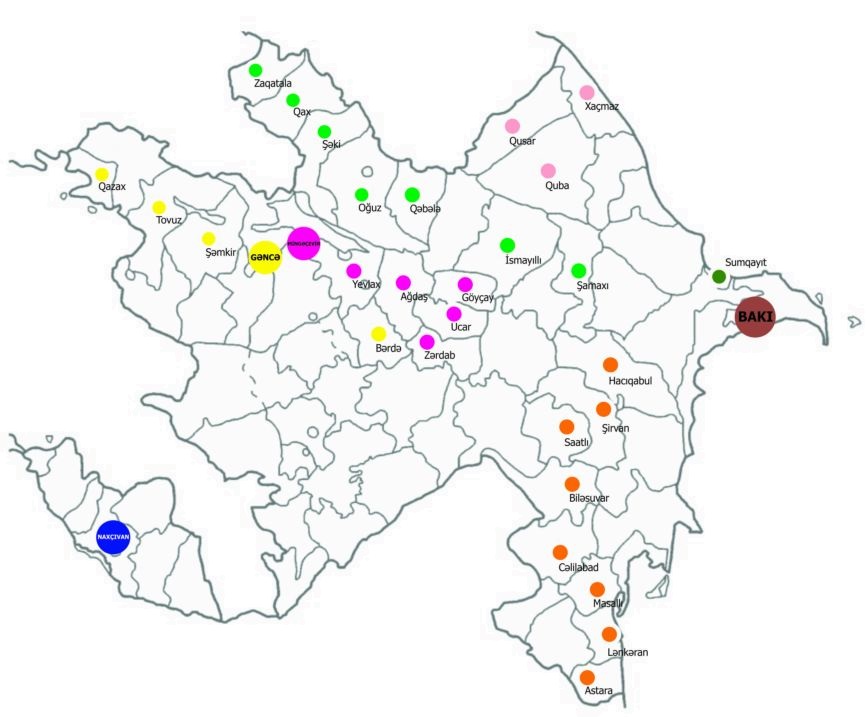 Zaqatala
Xaçmaz
Qax
Qusar
Şəki
Quba
Qazax
Oğuz
Qəbələ
Tovuz
Şəmkir
MİNGƏÇEVİR
GƏNCƏ
İsmayıllı
Sumqayıt
Yevlax
Ağdaş
Göyçay
Şamaxı
BAKI
Ucar
Bərdə
Zərdab
Hacıqabul
Şirvan
Saatlı
Biləsuvar
NAXÇIVAN
Cəlilabad
Masallı
Lənkəran
Astara